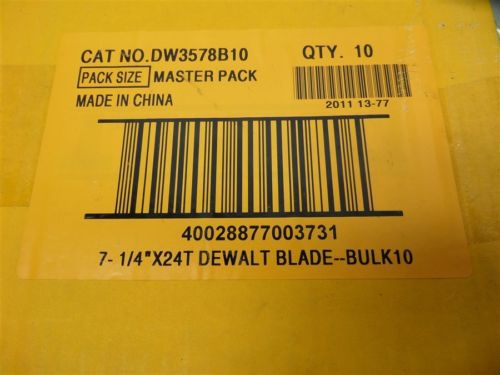 CAT NO.DW3578B10 QTY. 10
PACK SIZE MASTER PACK
MADE IN CHINA
2011 13-77
40028877003731
7- 1/4"X24T DEWALT BLADE--BULK10